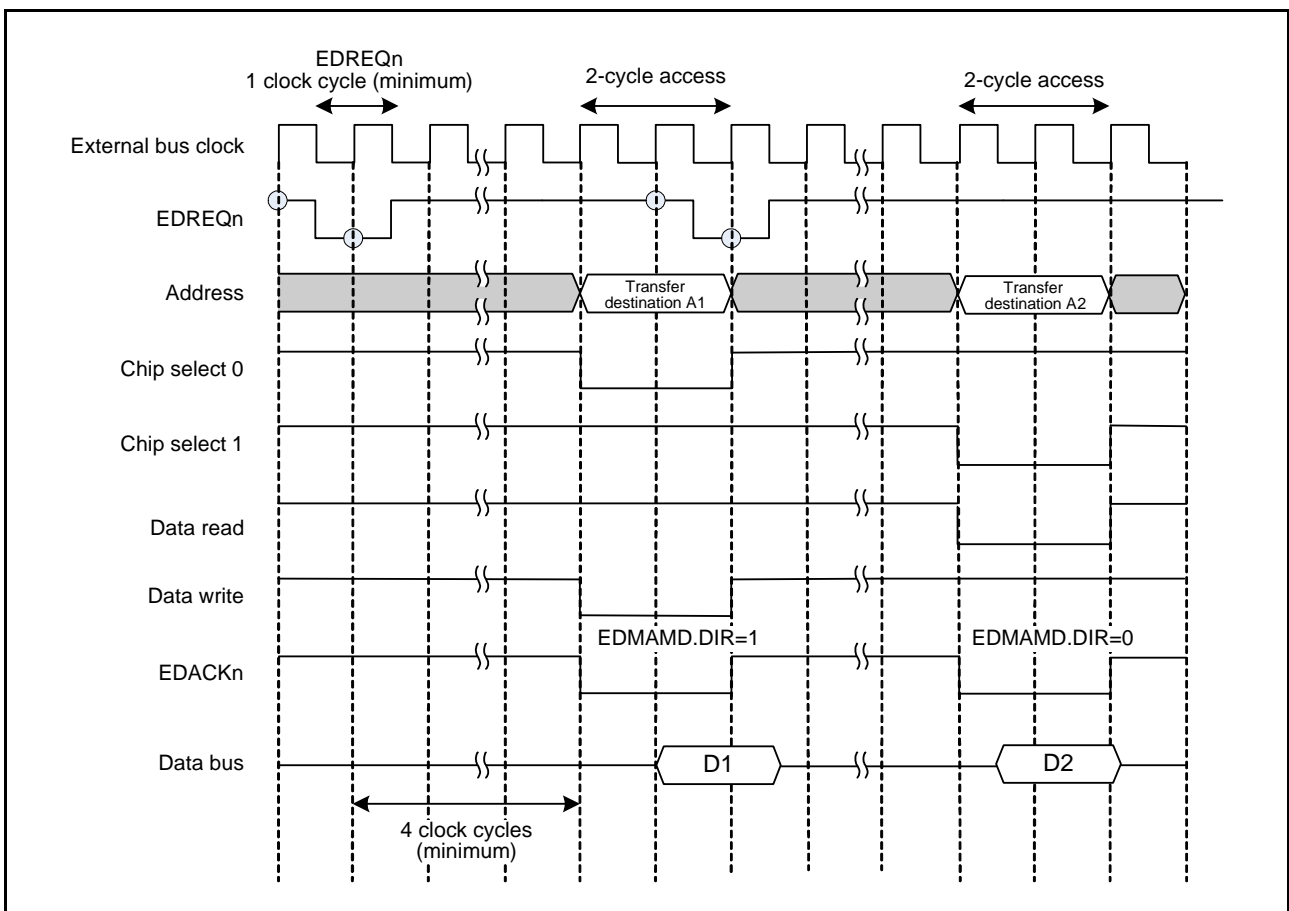 EDREQn
1 clock cycle (minimum)
2-cycle access
2-cycle access
External bus clock
EDREQn
Address
Transfer
destination A1
Transfer
destination A2
Chip select 0
Chip select 1
Data read
Data write
EDMAMD.DIR=1
EDMAMD.DIR=0
EDACKn
Data bus
D1
D2
4 clock cycles
(minimum)